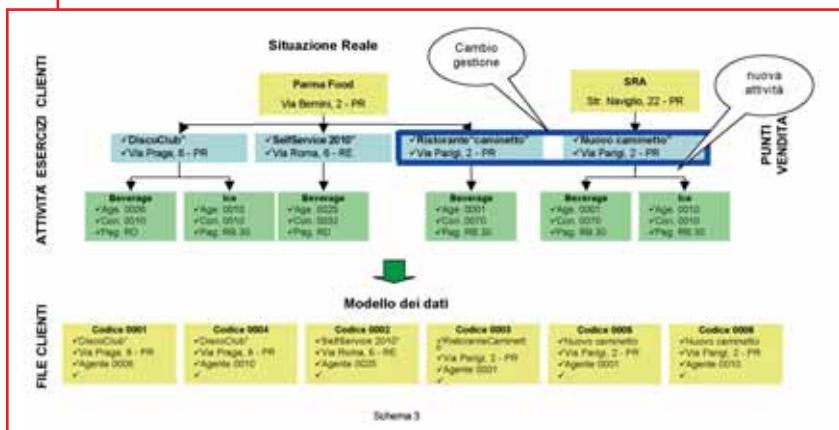 Situazione Reale
Cambio
gestione
nuova
attività
ATTIVITÀ ESERCIZI CLIENTI
PUNTI
VENDITA
Parma Food
Via Bernini, 2 - PR
SRA
Str. Naviglio, 22 - PR
✓"DiscoClub"
✓Via Praga, 8 - PR
✓SelfService 2010"
✓Via Roma, 6 - RE
✓Ristorante"caminetto"
✓Via Parigi, 2 - PR
✓Nuovo caminetto"
✓Via Parigi, 2 - PR
Beverage
✓Age. 0006
✓Con. 0010
✓Pag. RD
Ice
✓Age. 0010
✓Con. 0010
✓Pag. RB 30
Beverage
✓Age. 0025
✓Con. 0030
✓Pag. RD
Beverage
✓Age. 0001
✓Con. 0070
✓Pag. RB 30
Beverage
✓Age. 0001
✓Con. 0070
✓Pag. RB 30
Ice
✓Age. 0010
✓Con. 0010
✓Pag. RB 30
Modello dei dati
FILE CLIENTI
Codice 0001
✓"DiscoClub"
✓Via Praga, 8 - PR
✓Agente 0006
✓
Codice 0004
✓DiscoClub"
✓Via Praga, 8 - PR
✓Agente 0010
✓
Codice 0002
✓SelfService 2010"
✓Via Roma, 6 - RE
✓Agente 0025
✓
Codice 0003
✓Via Parigi, 2 - PR
✓Agente 0001
✓
Codice 0005
✓Nuovo caminetto
✓Via Parigi, 2 - PR
✓Agente 0001
✓
Codice 0006
✓Nuovo caminetto
✓Via Parigi, 2 - PR
✓Agente 0010
✓
Schema 3